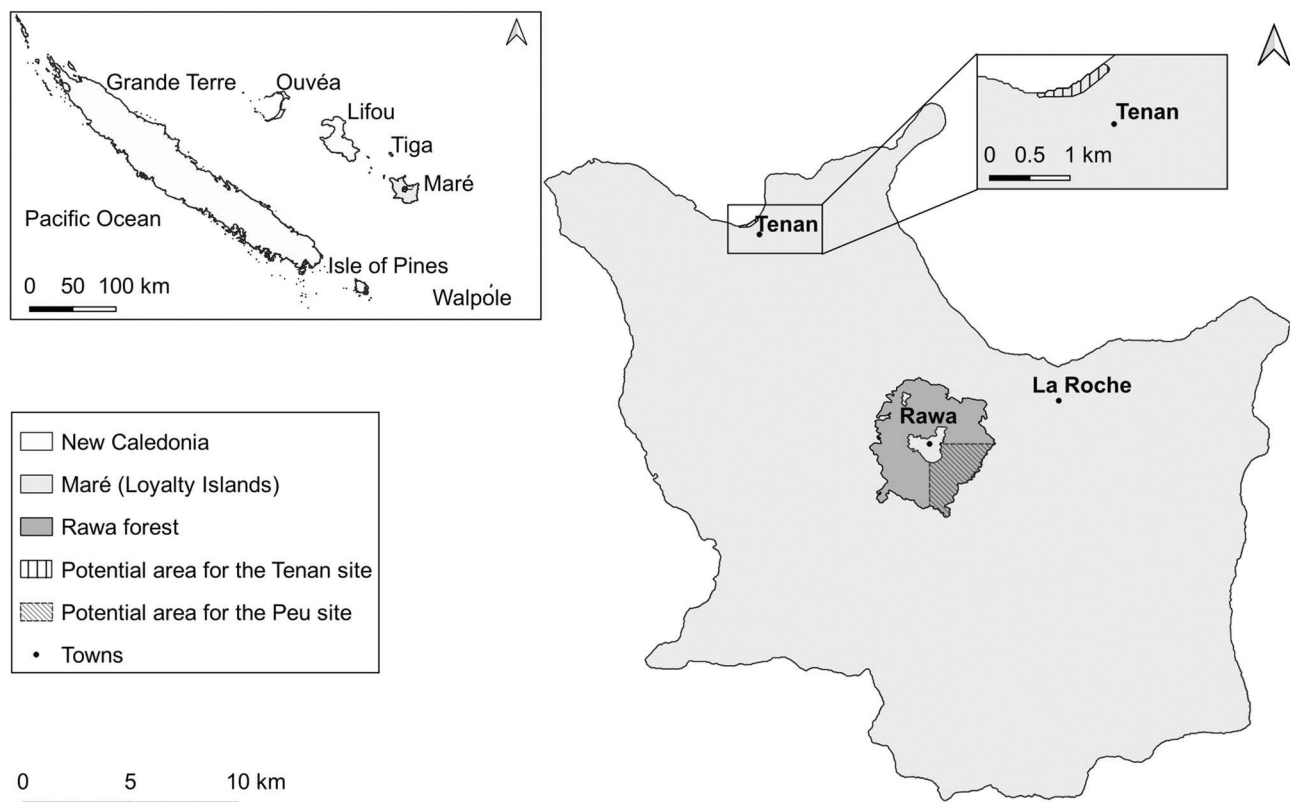 Grande Terre
Ouvéa
Lifou
Tiga
Maré
Pacific Ocean
Isle of Pines
Walpole
0 50 100 km
Tenan
0 0.5 1 km
Tenan
La Roche
Rawa
New Caledonia
Maré (Loyalty Islands)
Rawa forest
Potential area for the Tenan site
Potential area for the Peu site
Towns
0 5 10 km